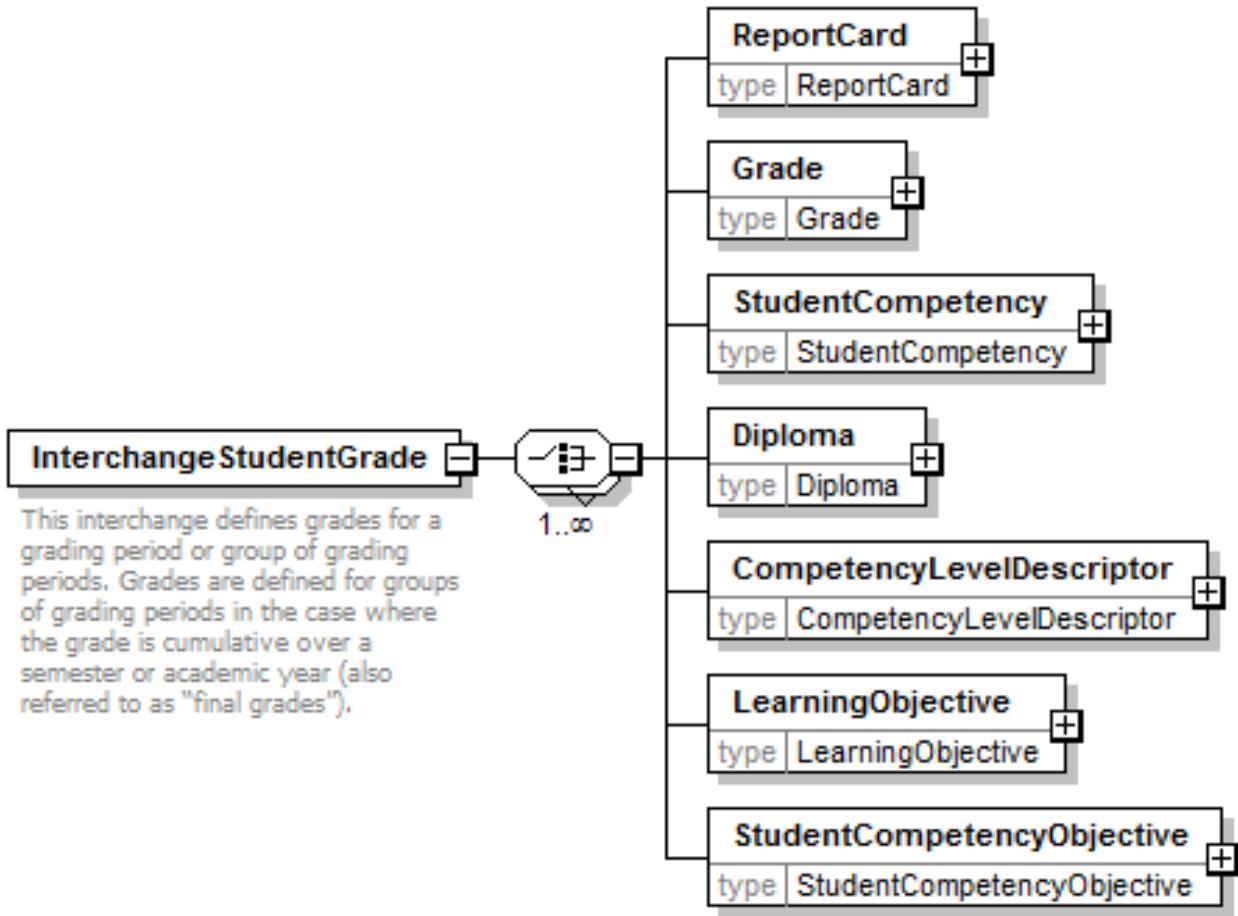 ReportCard
type ReportCard
Grade
type Grade
StudentCompetency
type StudentCompetency
Diploma
type Diploma
InterchangeStudentGrade
This interchange defines grades for a
grading period or group of grading
periods. Grades are defined for groups
of grading periods in the case where
the grade is cumulative over a
semester or academic year (also
referred to as “final grades”).
1..∞
CompetencyLevelDescriptor
type CompetencyLevelDescriptor
LearningObjective
type LearningObjective
StudentCompetencyObjective
type StudentCompetencyObjective